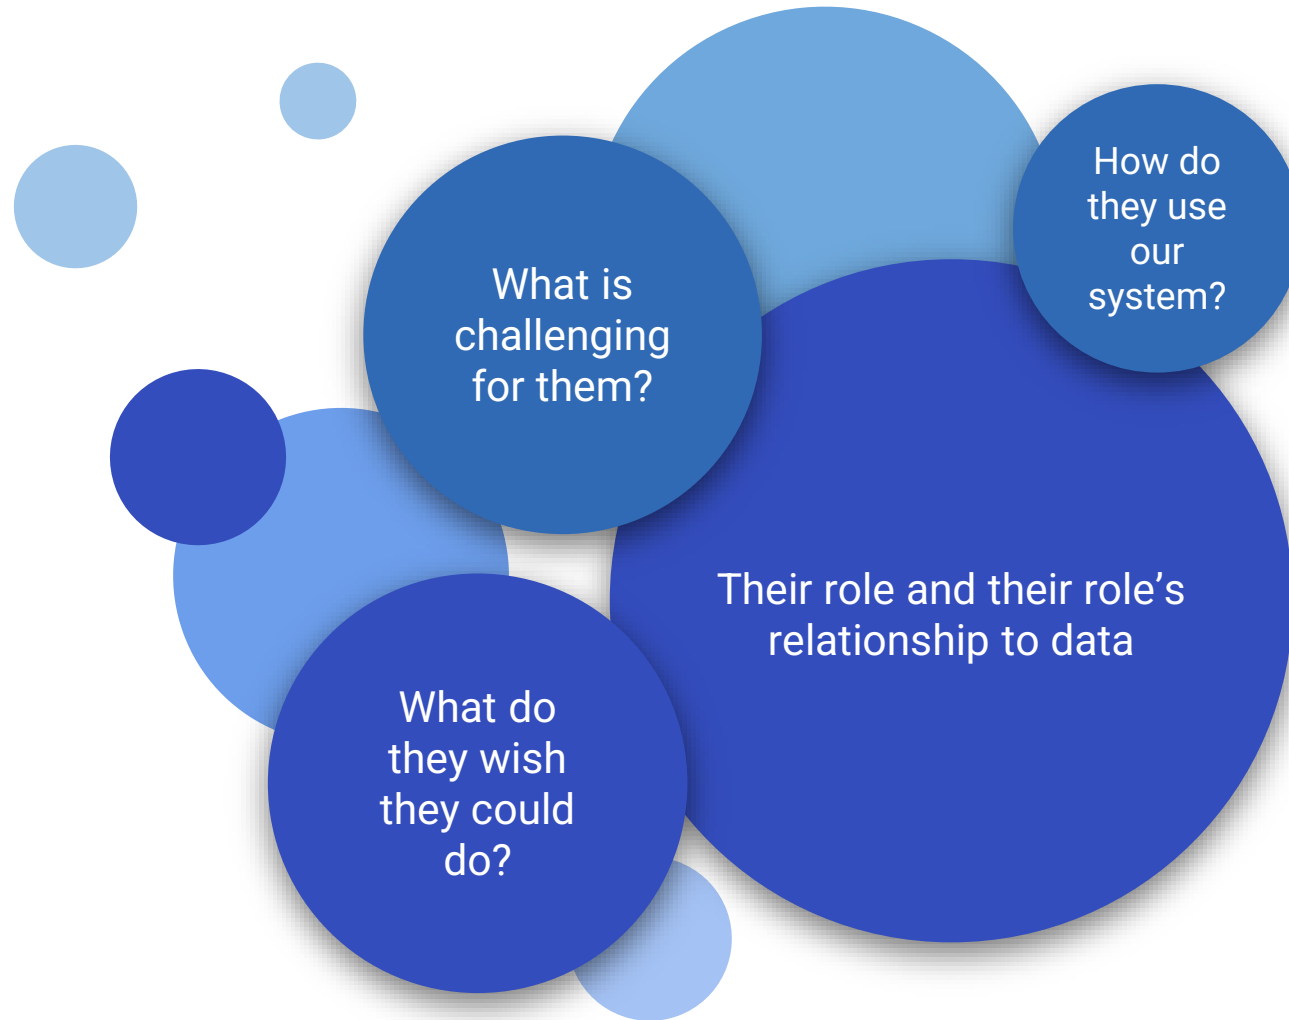 How do
they use
our
system?
What is
challenging
for them?
Their role and their role’s
relationship to data
What do
they wish
they could
do?